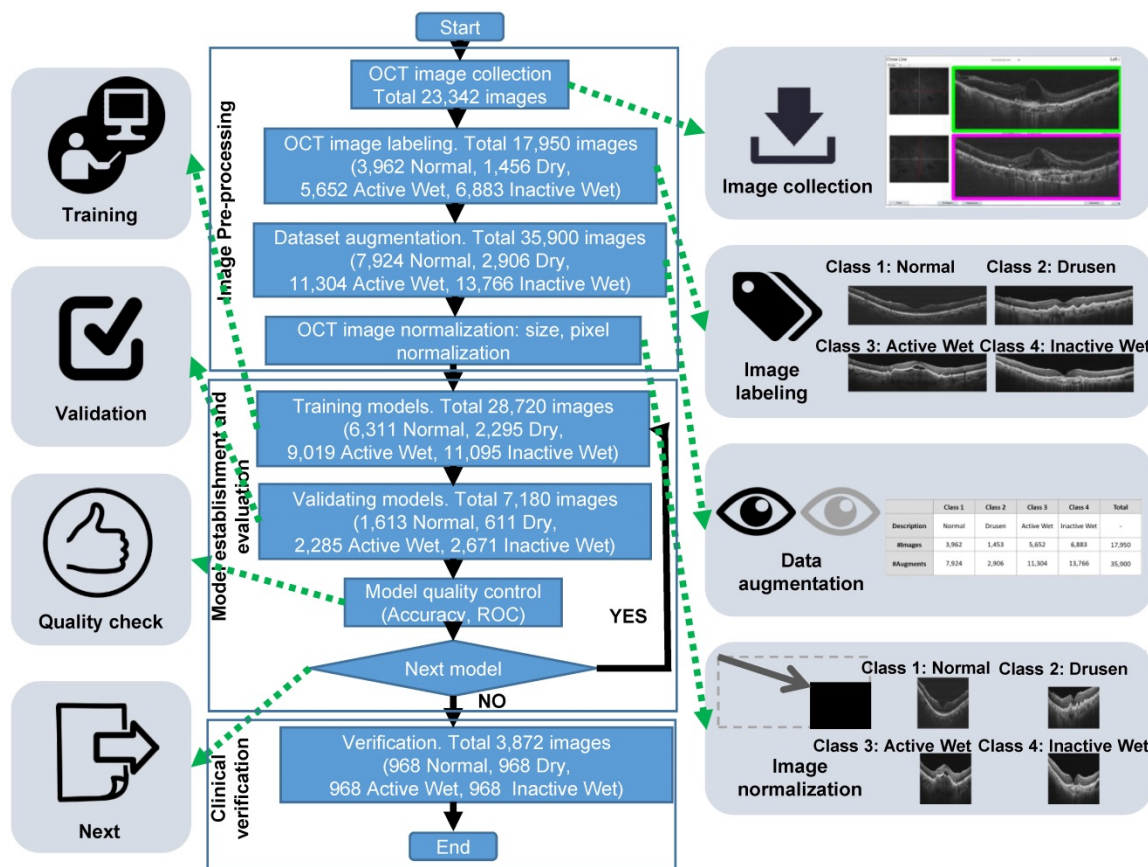 Start
Image Pre-processing
OCT image collection
Total 23,342 images
OCT image labeling. Total 17,950 images
(3,962 Normal, 1,456 Dry,
5,652 Active Wet, 6,883 Inactive Wet)
Dataset augmentation. Total 35,900 images
(7,924 Normal, 2,906 Dry,
11,304 Active Wet, 13,766 Inactive Wet)
OCT image normalization: size, pixel
normalization
Model establishment and
evaluation
Training models. Total 28,720 images
(6,311 Normal, 2,295 Dry,
9,019 Active Wet, 11,095 Inactive Wet)
Validating models. Total 7,180 images
(1,613 Normal, 611 Dry,
2,285 Active Wet, 2,671 Inactive Wet)
Model quality control
(Accuracy, ROC)
YES
Next model
NO
Clinical
verification
Verification. Total 3,872 images
(968 Normal, 968 Dry,
968 Active Wet, 968 Inactive Wet)
End
Training
Validation
Quality check
Next
Image collection
Class 1: Normal Class 2: Drusen
Class 3: Active Wet Class 4: Inactive Wet
Image
labeling
Data
augmentation
Class 1 Class 2 Class 3 Class 4 Total
Description Normal Drusen Active Wet Inactive Wet -
#Images 3,962 1,453 5,652 6,883 17,950
#Augments 7,924 2,906 11,304 13,766 35,900
Class 1: Normal Class 2: Drusen
Class 3: Active Wet Class 4: Inactive Wet
Image
normalization